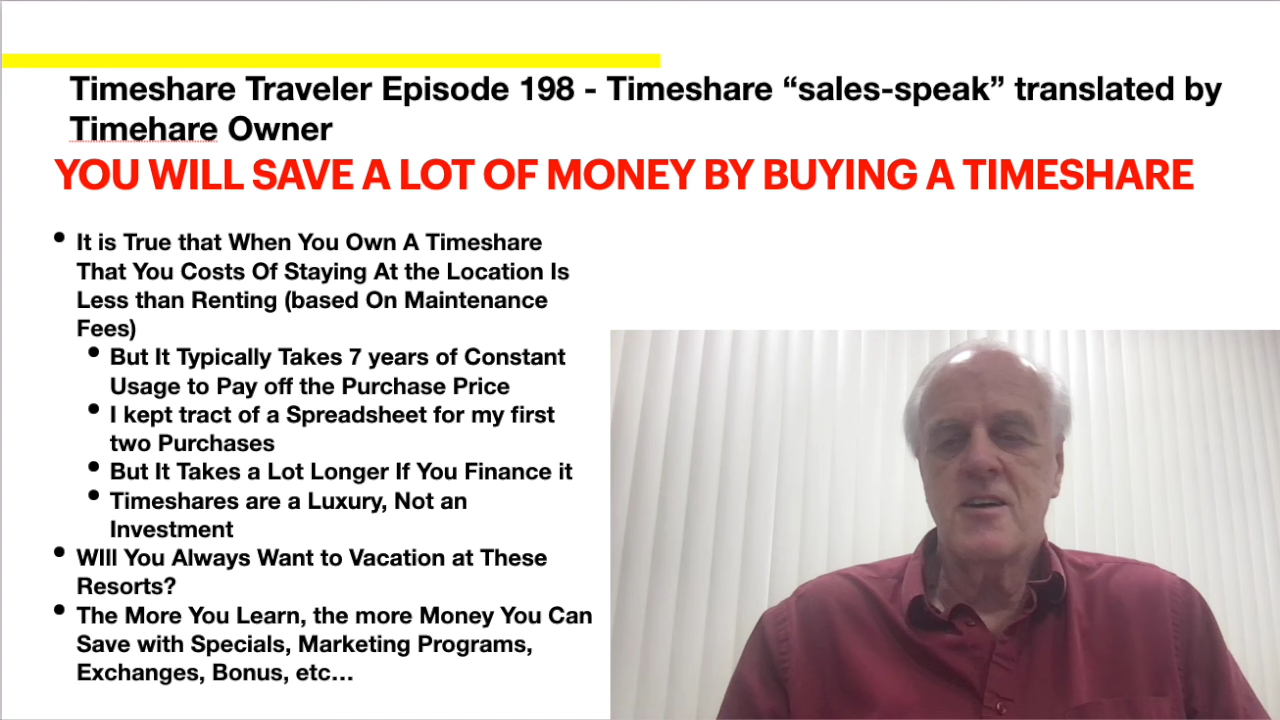 Timeshare Traveler Episode 198 - Timeshare “sales-speak” translated by
Timehare Owner
YOU WILL SAVE A LOT OF MONEY BY BUYING A TIMESHARE
• It is True that When You Own A Timeshare
That You Costs Of Staying At the Location Is
Less than Renting (based On Maintenance
Fees)
• But It Typically Takes 7 years of Constant
Usage to Pay off the Purchase Price
• I kept tract of a Spreadsheet for my first
two Purchases
• But It Takes a Lot Longer If You Finance it
• Timeshares are a Luxury, Not an
Investment
• WIll You Always Want to Vacation at These
Resorts?
• The More You Learn, the more Money You Can
Save with Specials, Marketing Programs,
Exchanges, Bonus, etc...